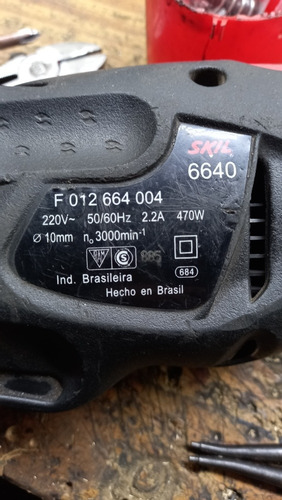 SKIL
6640
F 012 664 004
220V~ 50/60Hz 2.2A 470W
Ø 10mm n₀ 3000min⁻¹
S 885
684
Ind. Brasileira
Hecho en Brasil